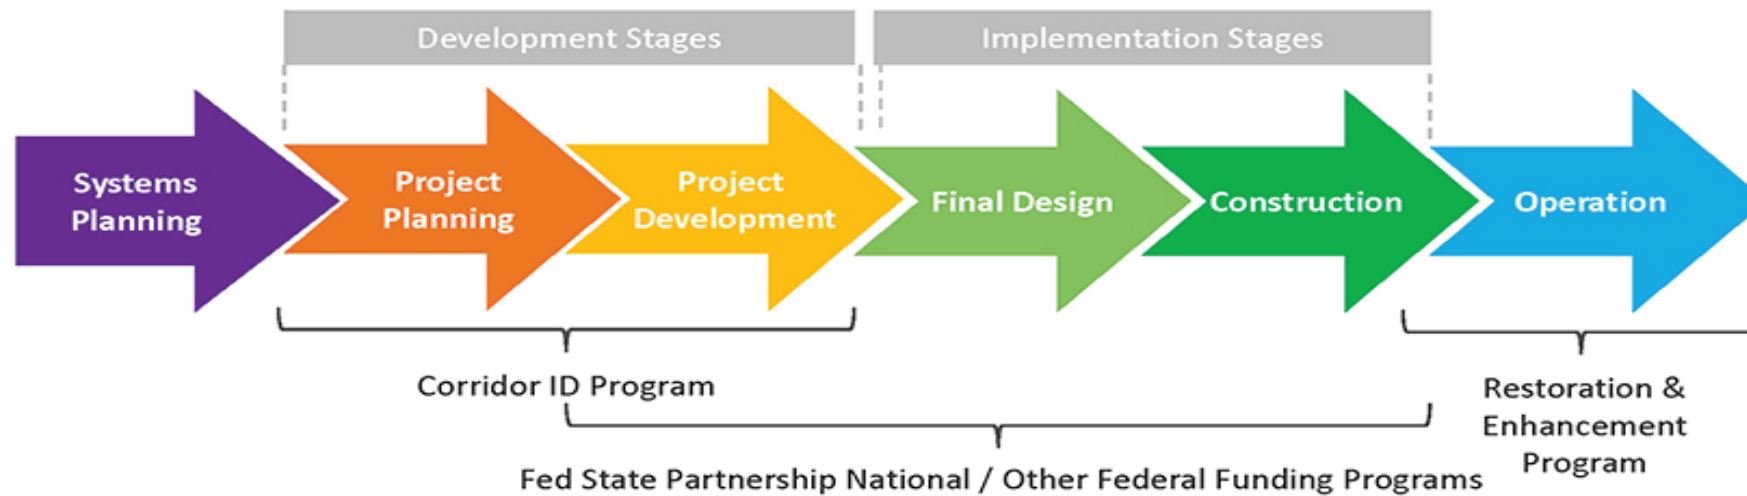 Development Stages
Implementation Stages
Systems
Planning
Project
Planning
Project
Development
Final Design
Construction
Operation
Corridor ID Program
Fed State Partnership National / Other Federal Funding Programs
Restoration &
Enhancement
Program